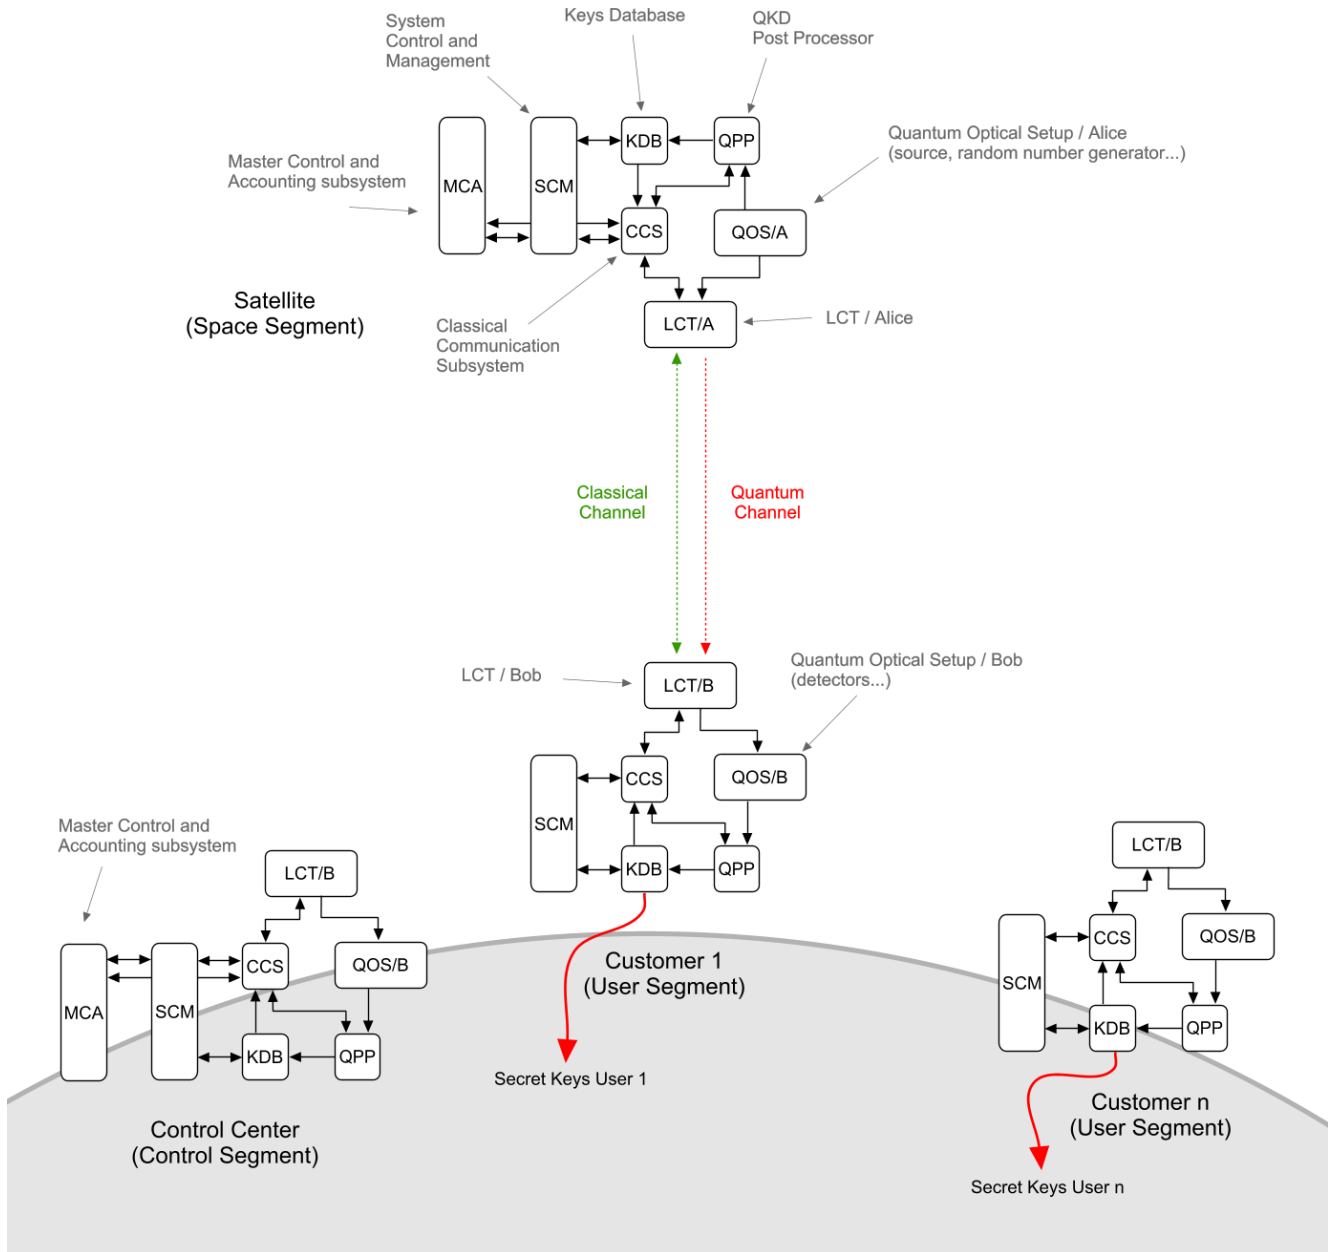 System
Control and
Management
Keys Database
QKD
Post Processor
Quantum Optical Setup / Alice
(source, random number generator...)
Master Control and
Accounting subsystem
MCA
SCM
KDB
QPP
CCS
QOS/A
Satellite
(Space Segment)
Classical
Communication
Subsystem
LCT/A
LCT / Alice
Classical
Channel
Quantum
Channel
LCT / Bob
LCT/B
Quantum Optical Setup / Bob
(detectors...)
SCM
CCS
QOS/B
KDB
QPP
Customer 1
(User Segment)
Secret Keys User 1
Master Control and
Accounting subsystem
LCT/B
MCA
SCM
CCS
QOS/B
KDB
QPP
Control Center
(Control Segment)
LCT/B
SCM
CCS
QOS/B
KDB
QPP
Customer n
(User Segment)
Secret Keys User n